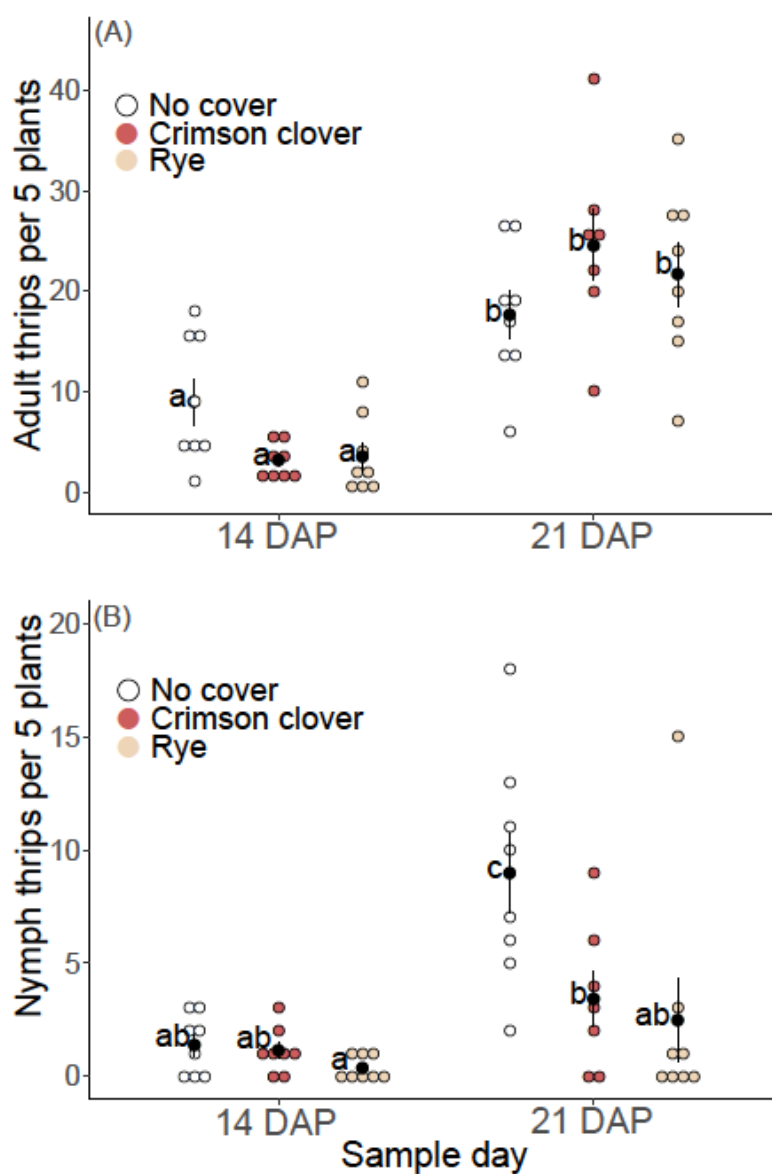 (A)
Adult thrips per 5 plants
40
30
20
10
0
No cover
Crimson clover
Rye
a
a
a
b
b
b
14 DAP
21 DAP
(B)
Nymph thrips per 5 plants
20
15
10
5
0
No cover
Crimson clover
Rye
ab
ab
a
c
b
ab
14 DAP
21 DAP
Sample day